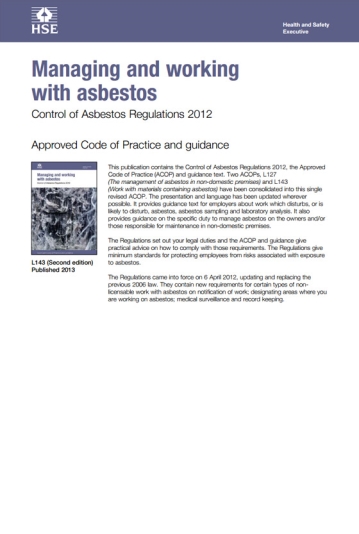 HSE
Health and Safety
Executive
Managing and working
with asbestos
Control of Asbestos Regulations 2012
Approved Code of Practice and guidance
Managing and working
with asbestos
L143 (Second edition)
Published 2013
This publication contains the Control of Asbestos Regulations 2012, the Approved
Code of Practice (ACOP) and guidance text. Two ACOPs, L127
(The management of asbestos in non-domestic premises) and L143
(Work with materials containing asbestos) have been consolidated into this single
revised ACOP. The presentation and language has been updated wherever
possible. It provides guidance text for employers about work which disturbs, or is
likely to disturb, asbestos, asbestos sampling and laboratory analysis. It also
provides guidance on the specific duty to manage asbestos on the owners and/or
those responsible for maintenance in non-domestic premises.
The Regulations set out your legal duties and the ACOP and guidance give
practical advice on how to comply with those requirements. The Regulations give
minimum standards for protecting employees from risks associated with exposure
to asbestos.
The Regulations came into force on 6 April 2012, updating and replacing the
previous 2006 law. They contain new requirements for certain types of non-
licensable work with asbestos on notification of work; designating areas where you
are working on asbestos; medical surveillance and record keeping.